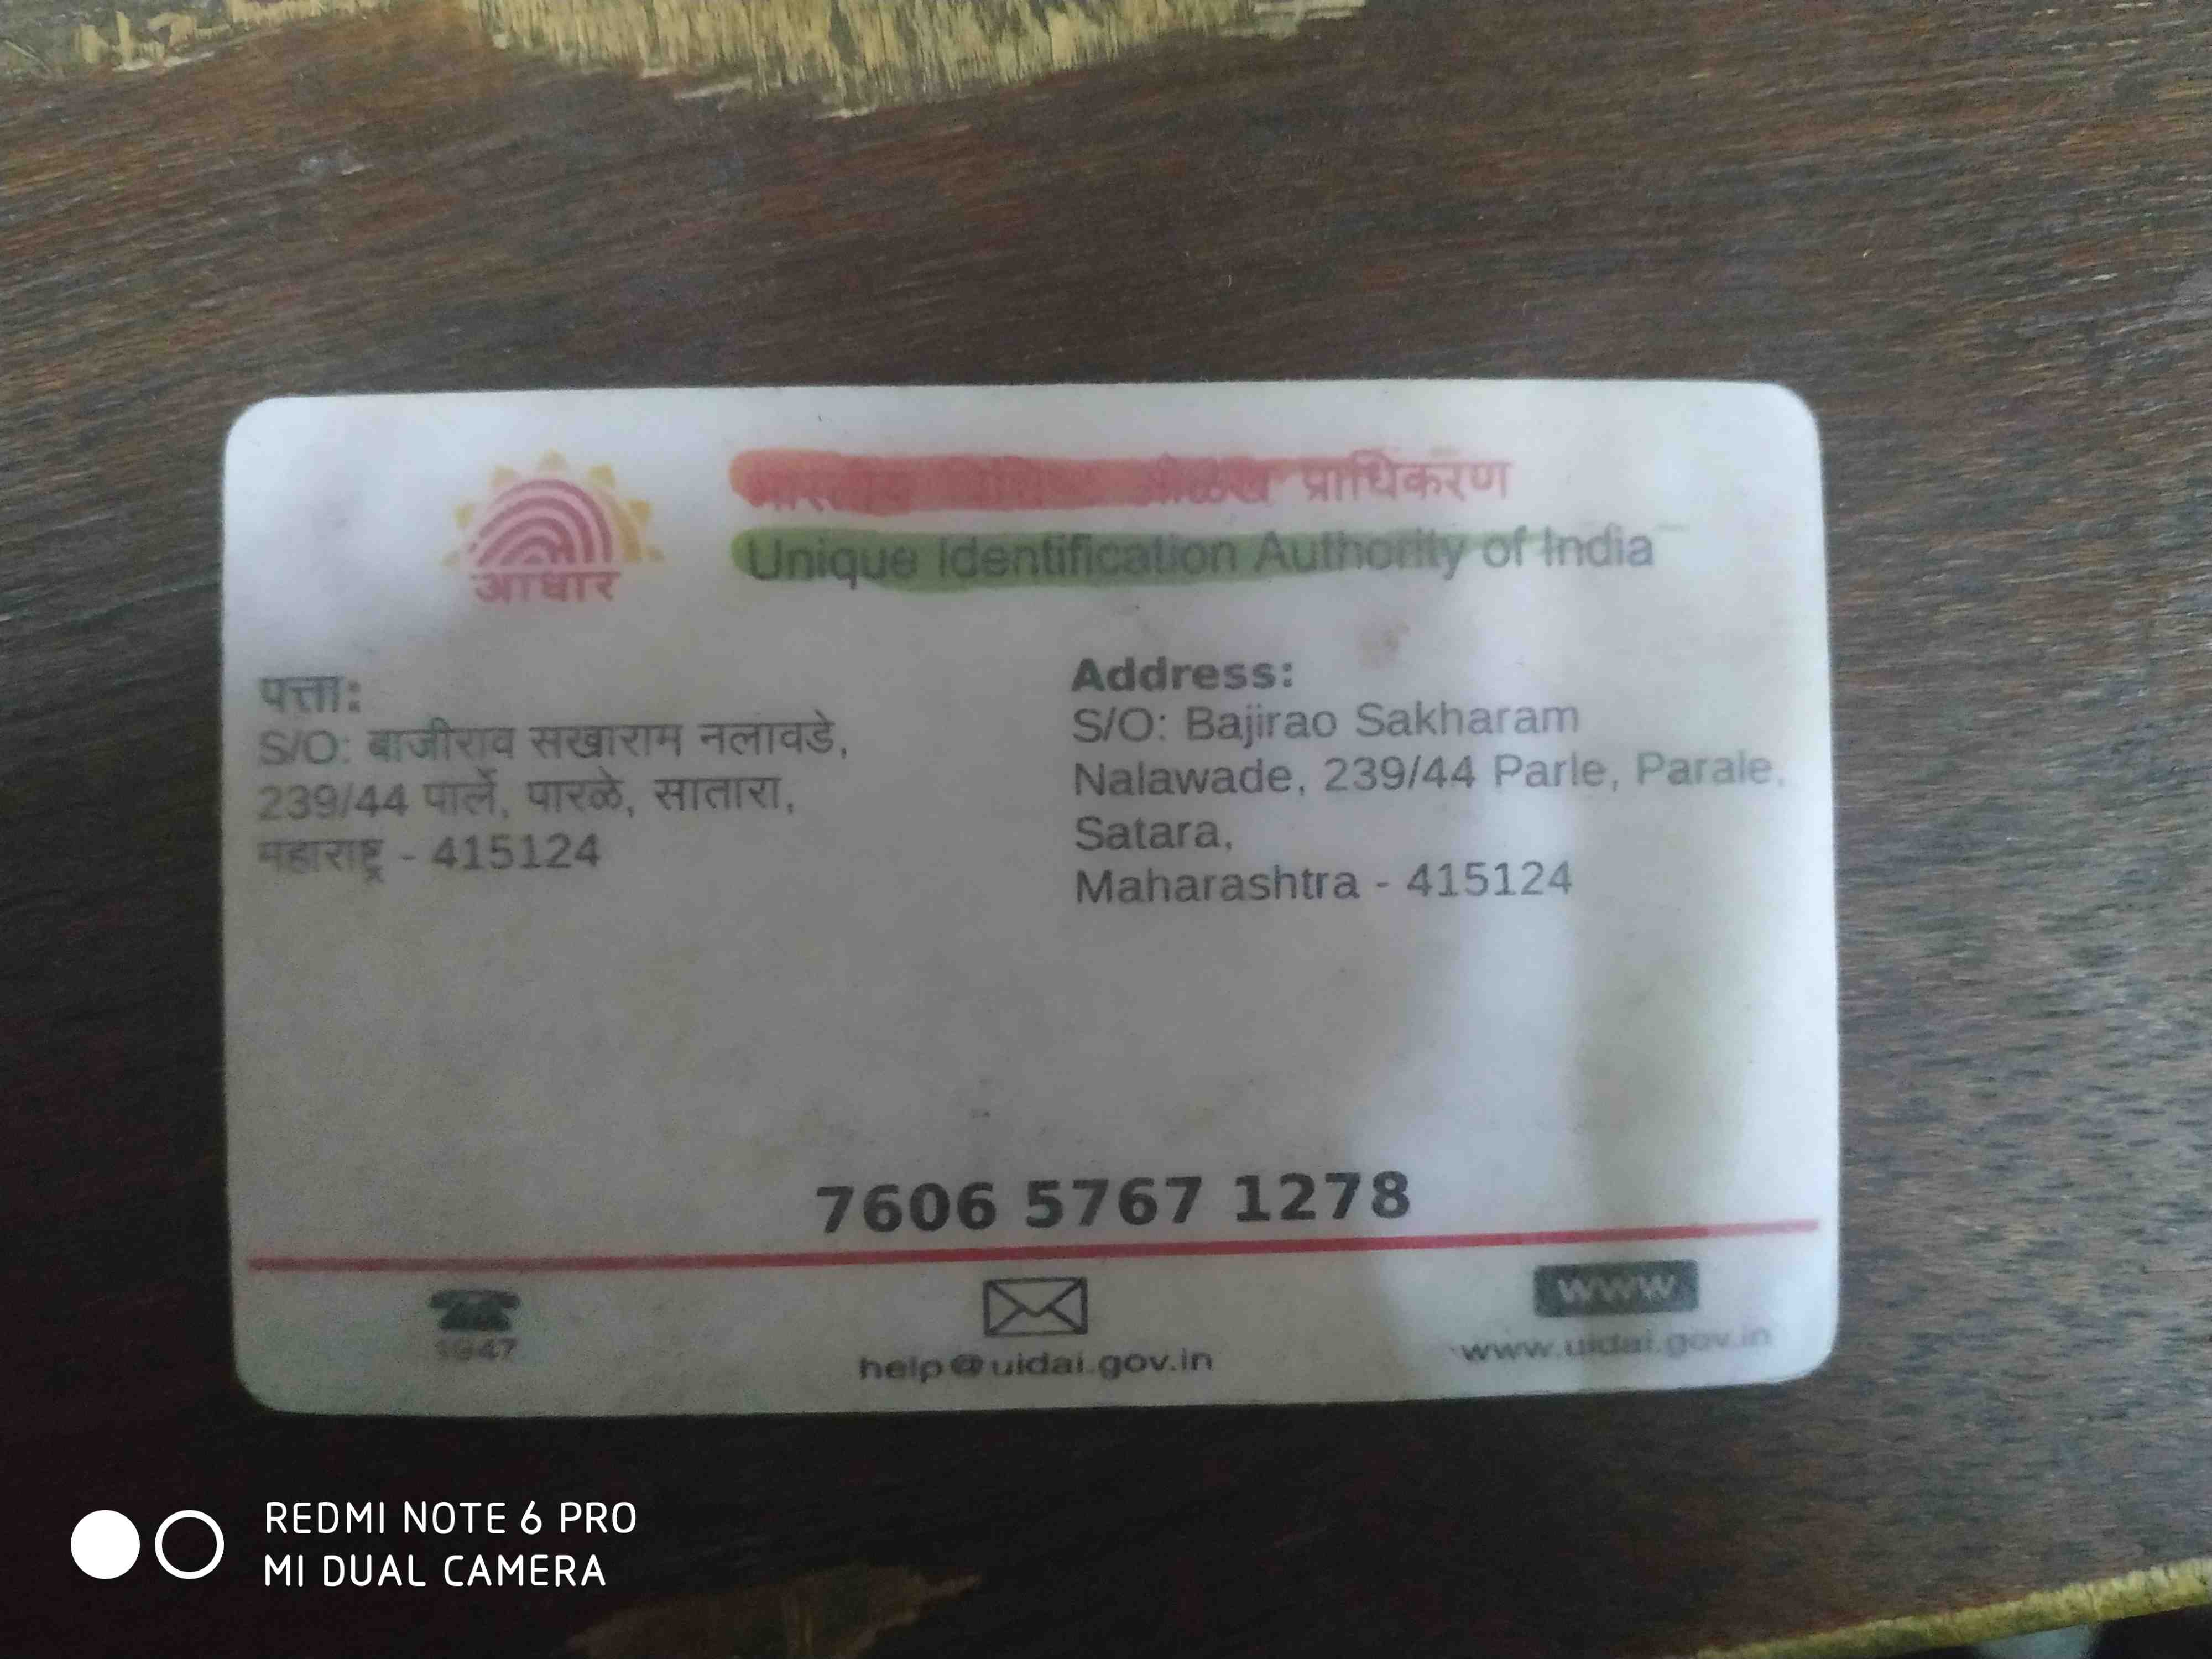 आधार
भारतीय विशिष्ट ओळख प्राधिकरण
Unique Identification Authority of India
पत्ता:
S/O: बाजीराव सखाराम नलावडे,
239/44 पार्ले, पारळे, सातारा,
महाराष्ट्र - 415124
Address:
S/O: Bajirao Sakharam
Nalawade, 239/44 Parle, Parale,
Satara,
Maharashtra - 415124
7606 5767 1278
1947
help@uidai.gov.in
www
www.uidai.gov.in
REDMI NOTE 6 PRO
MI DUAL CAMERA